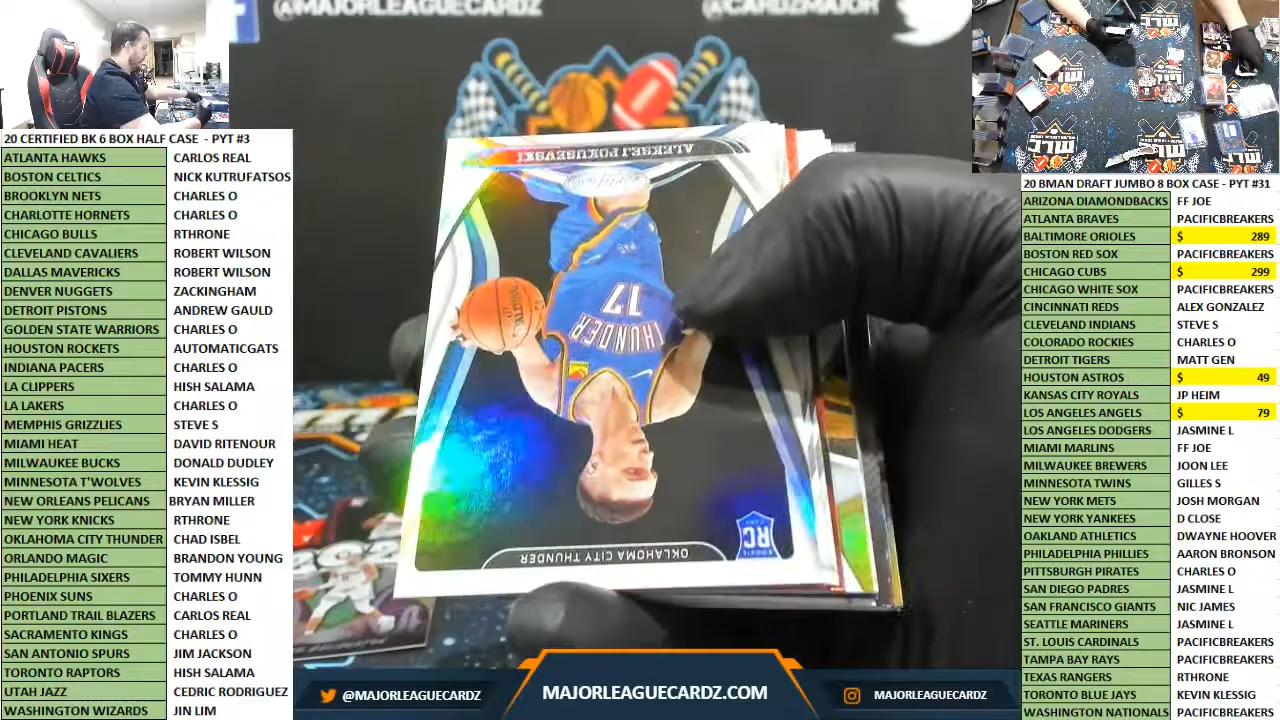 @MAJORLEAGUECARDZ
@CARDZMAJOR
20 CERTIFIED BK 6 BOX HALF CASE - PYT #3
ATLANTA HAWKS CARLOS REAL
BOSTON CELTICS NICK KUTRUFATSOS
BROOKLYN NETS CHARLES O
CHARLOTTE HORNETS CHARLES O
CHICAGO BULLS RTHRONE
CLEVELAND CAVALIERS ROBERT WILSON
DALLAS MAVERICKS ROBERT WILSON
DENVER NUGGETS ZACKINGHAM
DETROIT PISTONS ANDREW GAULD
GOLDEN STATE WARRIORS CHARLES O
HOUSTON ROCKETS AUTOMATICGATS
INDIANA PACERS CHARLES O
LA CLIPPERS HISH SALAMA
LA LAKERS CHARLES O
MEMPHIS GRIZZLIES STEVE S
MIAMI HEAT DAVID RITENOUR
MILWAUKEE BUCKS DONALD DUDLEY
MINNESOTA T'WOLVES KEVIN KLESSIG
NEW ORLEANS PELICANS BRYAN MILLER
NEW YORK KNICKS RTHRONE
OKLAHOMA CITY THUNDER CHAD ISBEL
ORLANDO MAGIC BRANDON YOUNG
PHILADELPHIA SIXERS TOMMY HUNN
PHOENIX SUNS CHARLES O
PORTLAND TRAIL BLAZERS CARLOS REAL
SACRAMENTO KINGS CHARLES O
SAN ANTONIO SPURS JIM JACKSON
TORONTO RAPTORS HISH SALAMA
UTAH JAZZ CEDRIC RODRIGUEZ
WASHINGTON WIZARDS JIN LIM
ALEKSEJ POKUSEVSKI
THUNDER
17
ROOKIE
RC
OKLAHOMA CITY THUNDER
20 BMAN DRAFT JUMBO 8 BOX CASE - PYT #31
ARIZONA DIAMONDBACKS FF JOE
ATLANTA BRAVES PACIFICBREAKERS
BALTIMORE ORIOLES $ 289
BOSTON RED SOX PACIFICBREAKERS
CHICAGO CUBS $ 299
CHICAGO WHITE SOX PACIFICBREAKERS
CINCINNATI REDS ALEX GONZALEZ
CLEVELAND INDIANS STEVE S
COLORADO ROCKIES CHARLES O
DETROIT TIGERS MATT GEN
HOUSTON ASTROS $ 49
KANSAS CITY ROYALS JP HEIM
LOS ANGELES ANGELS $ 79
LOS ANGELES DODGERS JASMINE L
MIAMI MARLINS FF JOE
MILWAUKEE BREWERS JOON LEE
MINNESOTA TWINS GILLES S
NEW YORK METS JOSH MORGAN
NEW YORK YANKEES D CLOSE
OAKLAND ATHLETICS DWAYNE HOOVER
PHILADELPHIA PHILLIES AARON BRONSON
PITTSBURGH PIRATES CHARLES O
SAN DIEGO PADRES JASMINE L
SAN FRANCISCO GIANTS NIC JAMES
SEATTLE MARINERS JASMINE L
ST. LOUIS CARDINALS PACIFICBREAKERS
TAMPA BAY RAYS PACIFICBREAKERS
TEXAS RANGERS RTHRONE
TORONTO BLUE JAYS KEVIN KLESSIG
WASHINGTON NATIONALS PACIFICBREAKERS
@MAJORLEAGUECARDZ
MAJORLEAGUECARDZ.COM
MAJORLEAGUECARDZ